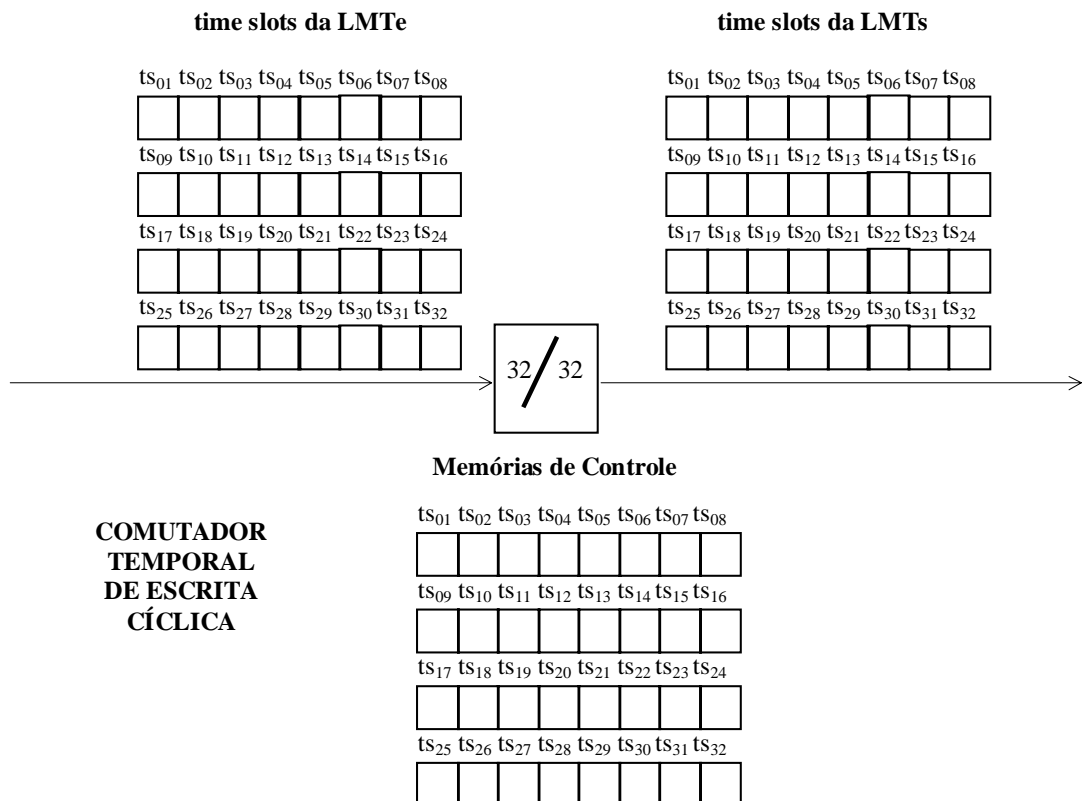 time slots da LMTe
time slots da LMTs
ts01 ts02 ts03 ts04 ts05 ts06 ts07 ts08
ts09 ts10 ts11 ts12 ts13 ts14 ts15 ts16
ts17 ts18 ts19 ts20 ts21 ts22 ts23 ts24
ts25 ts26 ts27 ts28 ts29 ts30 ts31 ts32
ts01 ts02 ts03 ts04 ts05 ts06 ts07 ts08
ts09 ts10 ts11 ts12 ts13 ts14 ts15 ts16
ts17 ts18 ts19 ts20 ts21 ts22 ts23 ts24
ts25 ts26 ts27 ts28 ts29 ts30 ts31 ts32
32 / 32
Memórias de Controle
COMUTADOR
TEMPORAL
DE ESCRITA
CÍCLICA
ts01 ts02 ts03 ts04 ts05 ts06 ts07 ts08
ts09 ts10 ts11 ts12 ts13 ts14 ts15 ts16
ts17 ts18 ts19 ts20 ts21 ts22 ts23 ts24
ts25 ts26 ts27 ts28 ts29 ts30 ts31 ts32